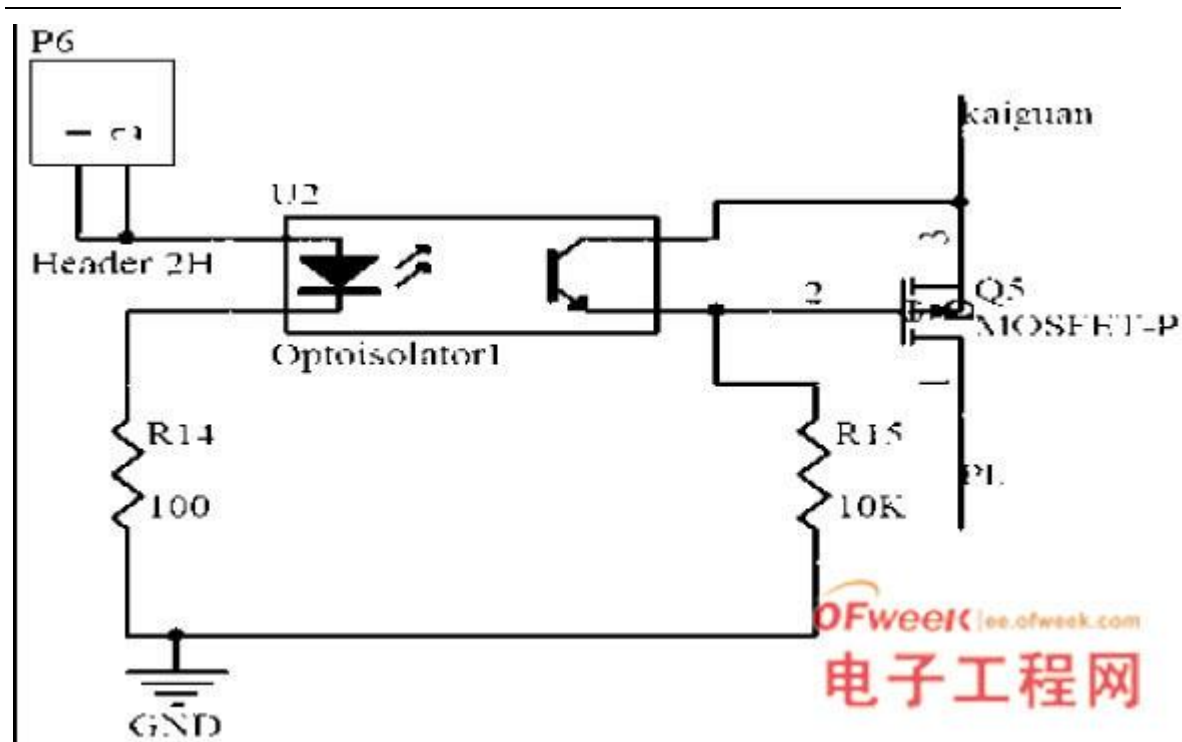 P6
kaiguan
U2
3
Header 2H
2
Q5
MOSFET-P
Optoisolator1
1
R14
R15
100
10K
OFweek ee.ofweek.com
电子工程网
GND